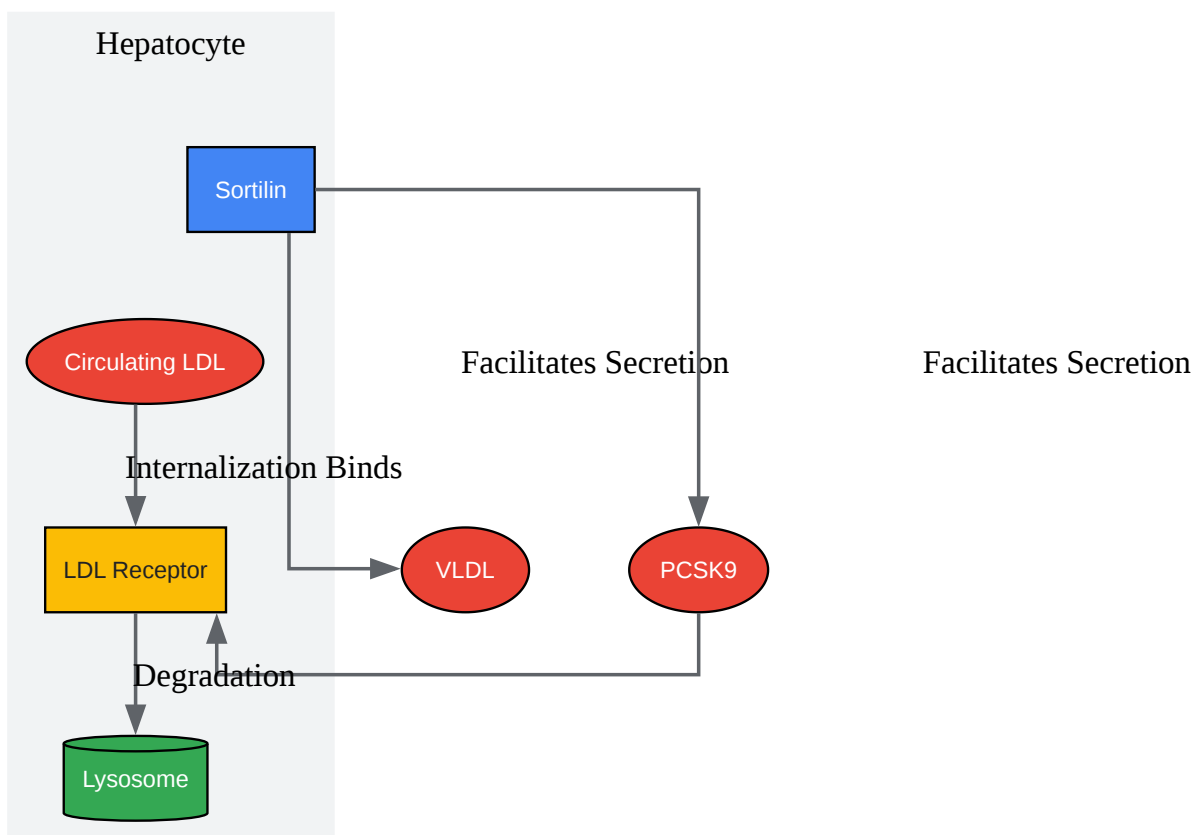 Hepatocyte
Sortilin
Circulating LDL
Facilitates Secretion
Facilitates Secretion
Internalization Binds
LDL Receptor
VLDL
PCSK9
Degradation
Lysosome